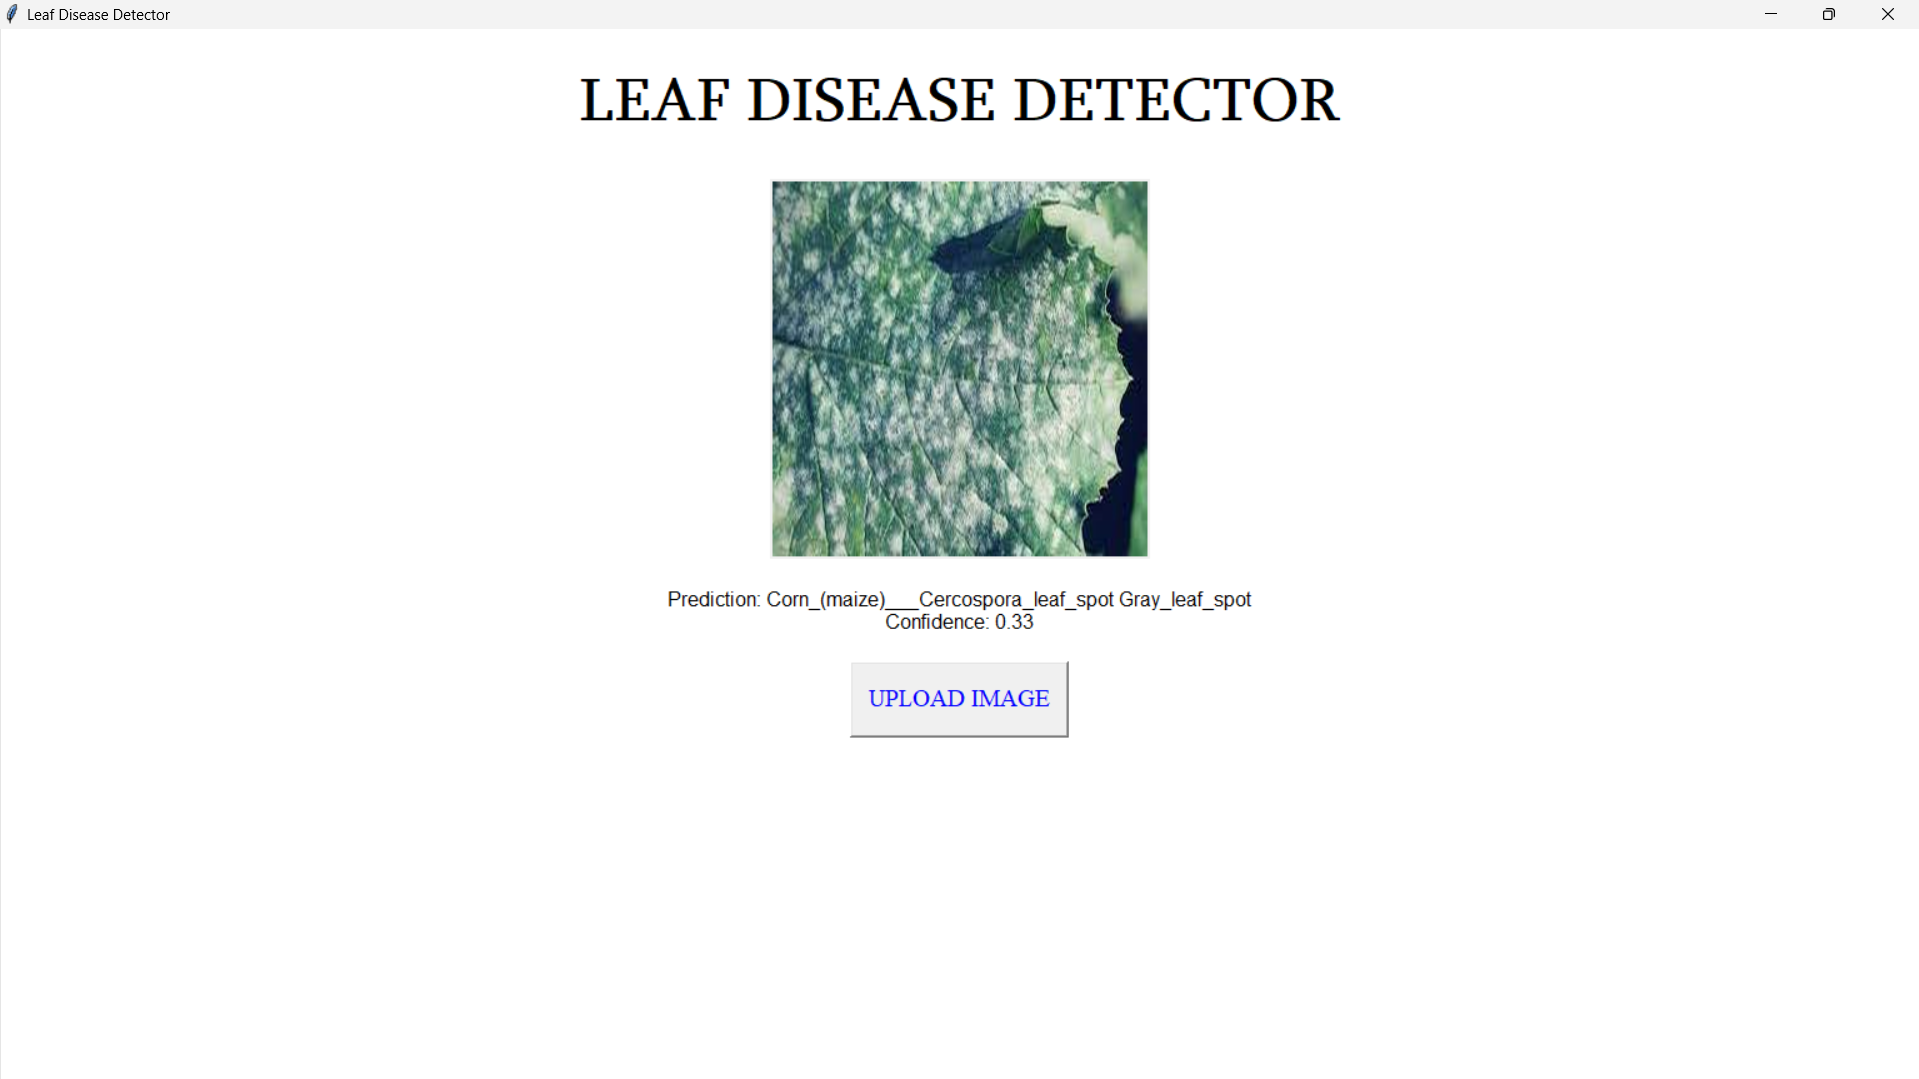 Leaf Disease Detector
LEAF DISEASE DETECTOR
Prediction: Corn_(maize)___Cercospora_leaf_spot Gray_leaf_spot
Confidence: 0.33
UPLOAD IMAGE